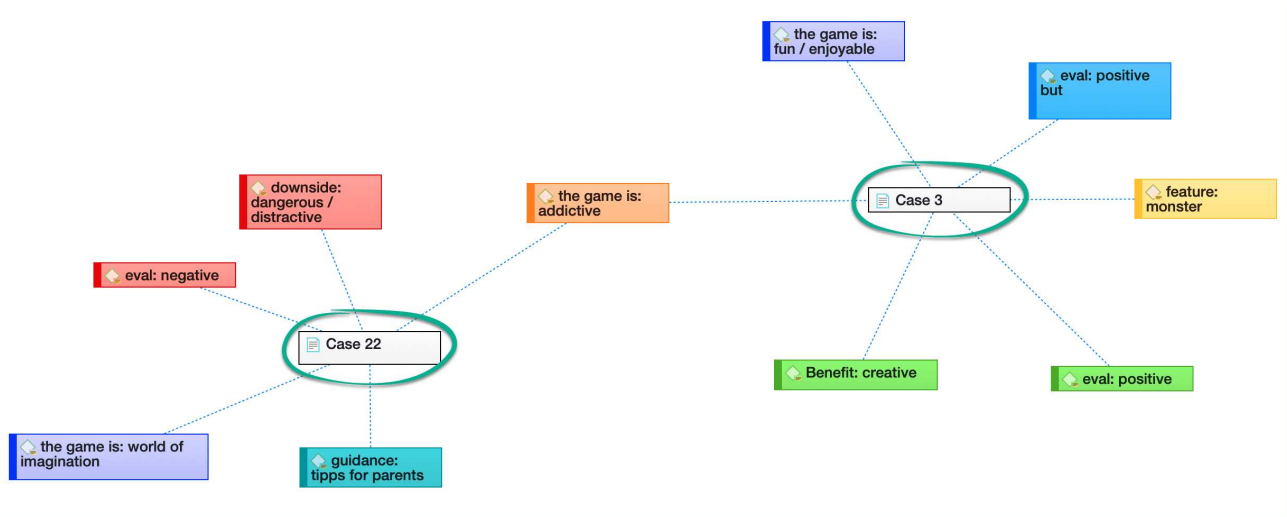 the game is:
fun / enjoyable
eval: positive
but
downside:
dangerous /
distractive
the game is:
addictive
Case 3
feature:
monster
eval: negative
Case 22
Benefit: creative
eval: positive
the game is: world of
imagination
guidance:
tipps for parents